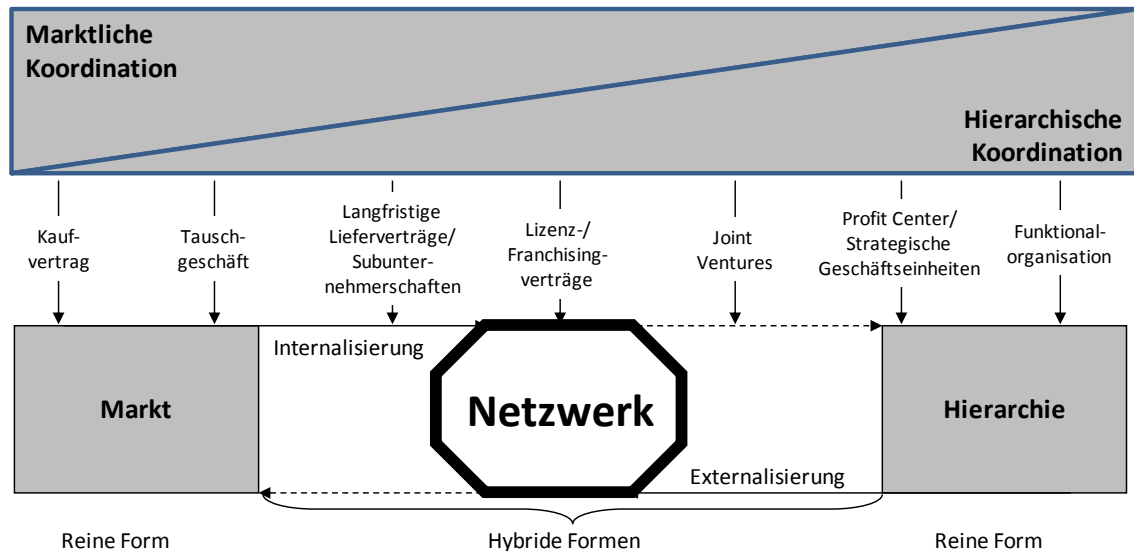 Marktliche
Koordination
Hierarchische
Koordination
Kauf-
vertrag
Tausch-
geschäft
Langfristige
Lieferverträge/
Subunter-
nehmerschaften
Lizenz-/
Franchising-
verträge
Joint
Ventures
Profit Center/
Strategische
Geschäftseinheiten
Funktional-
organisation
Internalisierung
Markt
Netzwerk
Hierarchie
Externalisierung
Reine Form
Hybride Formen
Reine Form